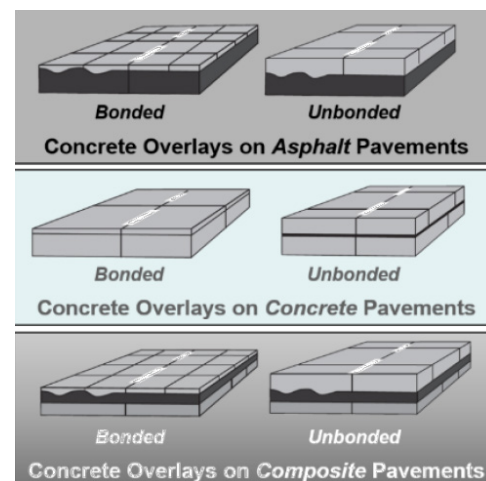 Bonded Unbonded
Concrete Overlays on Asphalt Pavements
Bonded Unbonded
Concrete Overlays on Concrete Pavements
Bonded Unbonded
Concrete Overlays on Composite Pavements